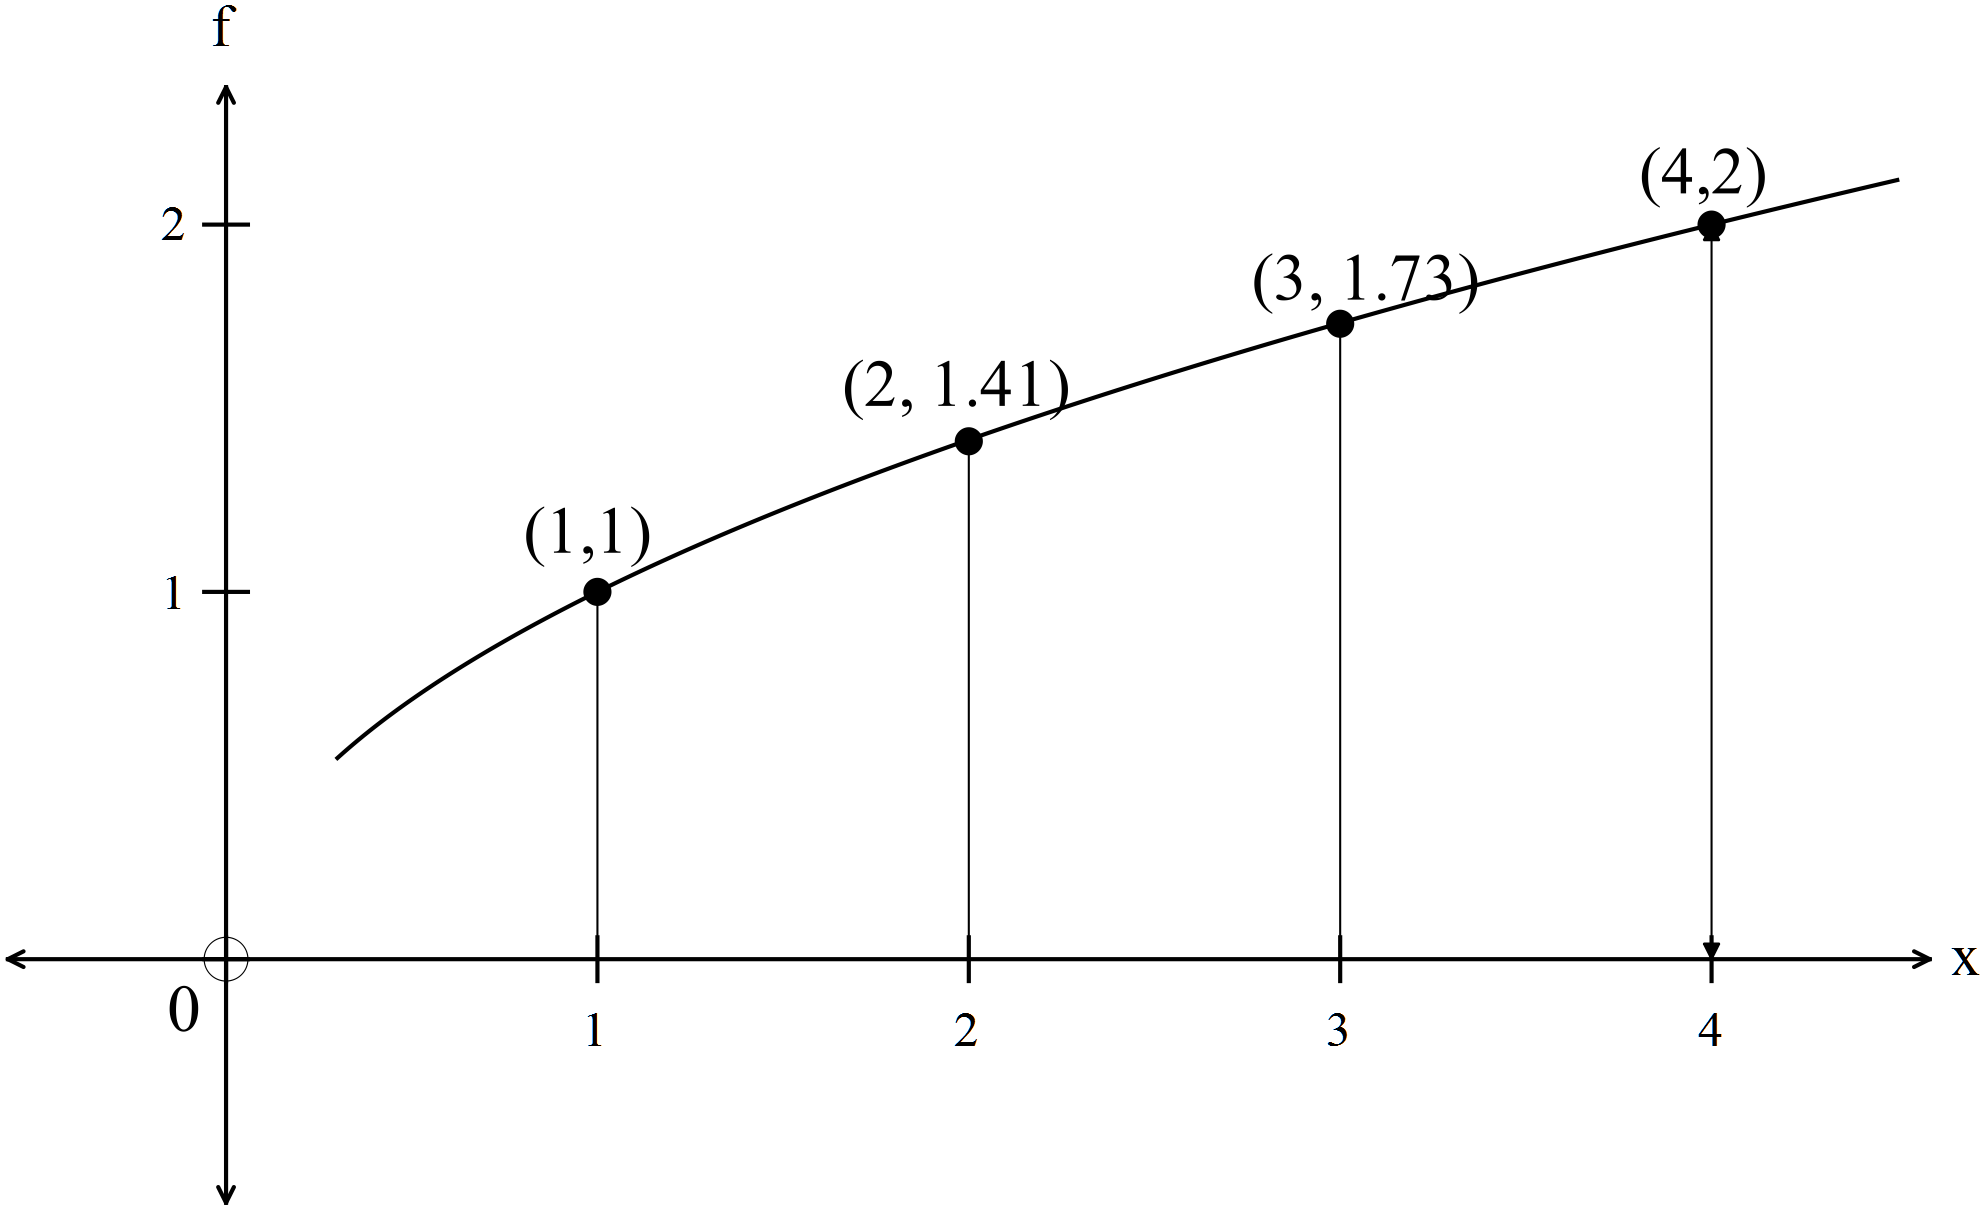 f
(4,2)
2
(3, 1.73)
(2, 1.41)
(1,1)
1
x
0
1 2 3 4